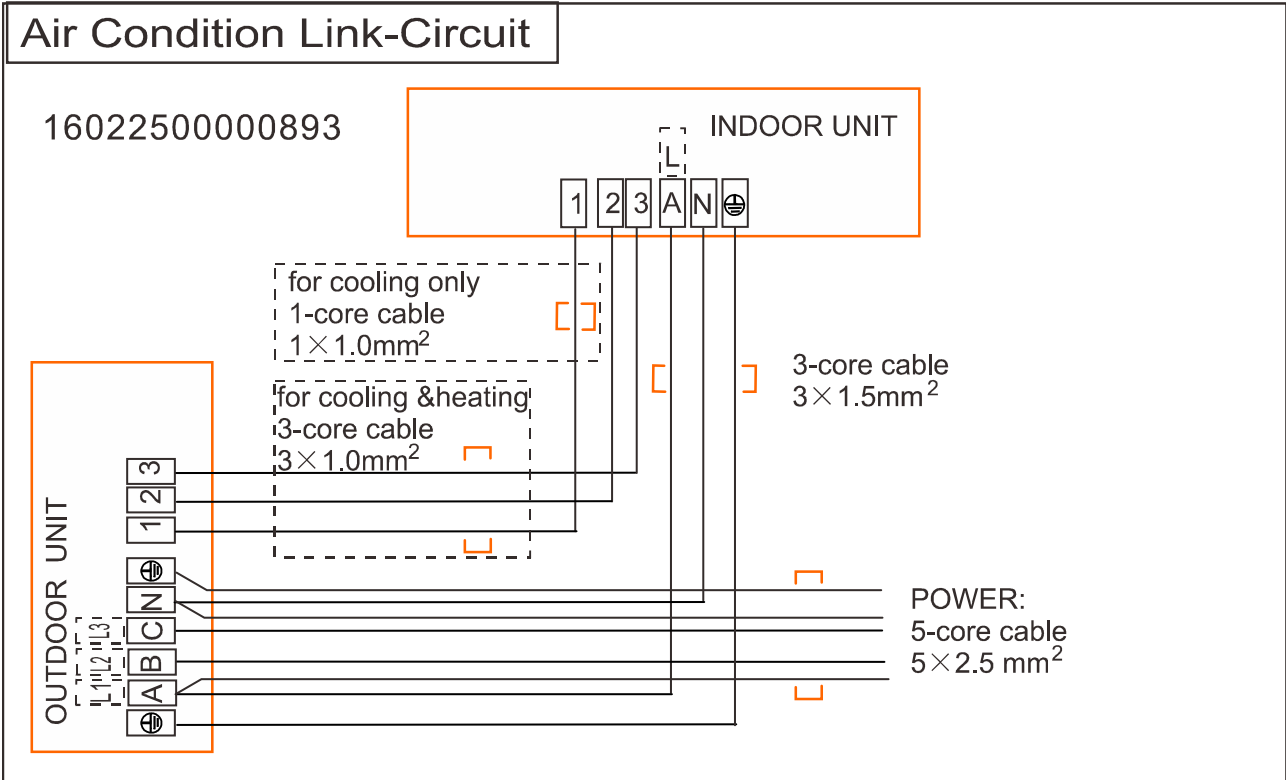 Air Condition Link-Circuit
16022500000893
INDOOR UNIT
L
1 2 3 A N
for cooling only
1-core cable
1×1.0mm²
3-core cable
3×1.5mm²
for cooling &heating
3-core cable
3×1.0mm²
OUTDOOR UNIT
3
2
1
N
L3 C
L2 B
L1 A
POWER:
5-core cable
5×2.5 mm²